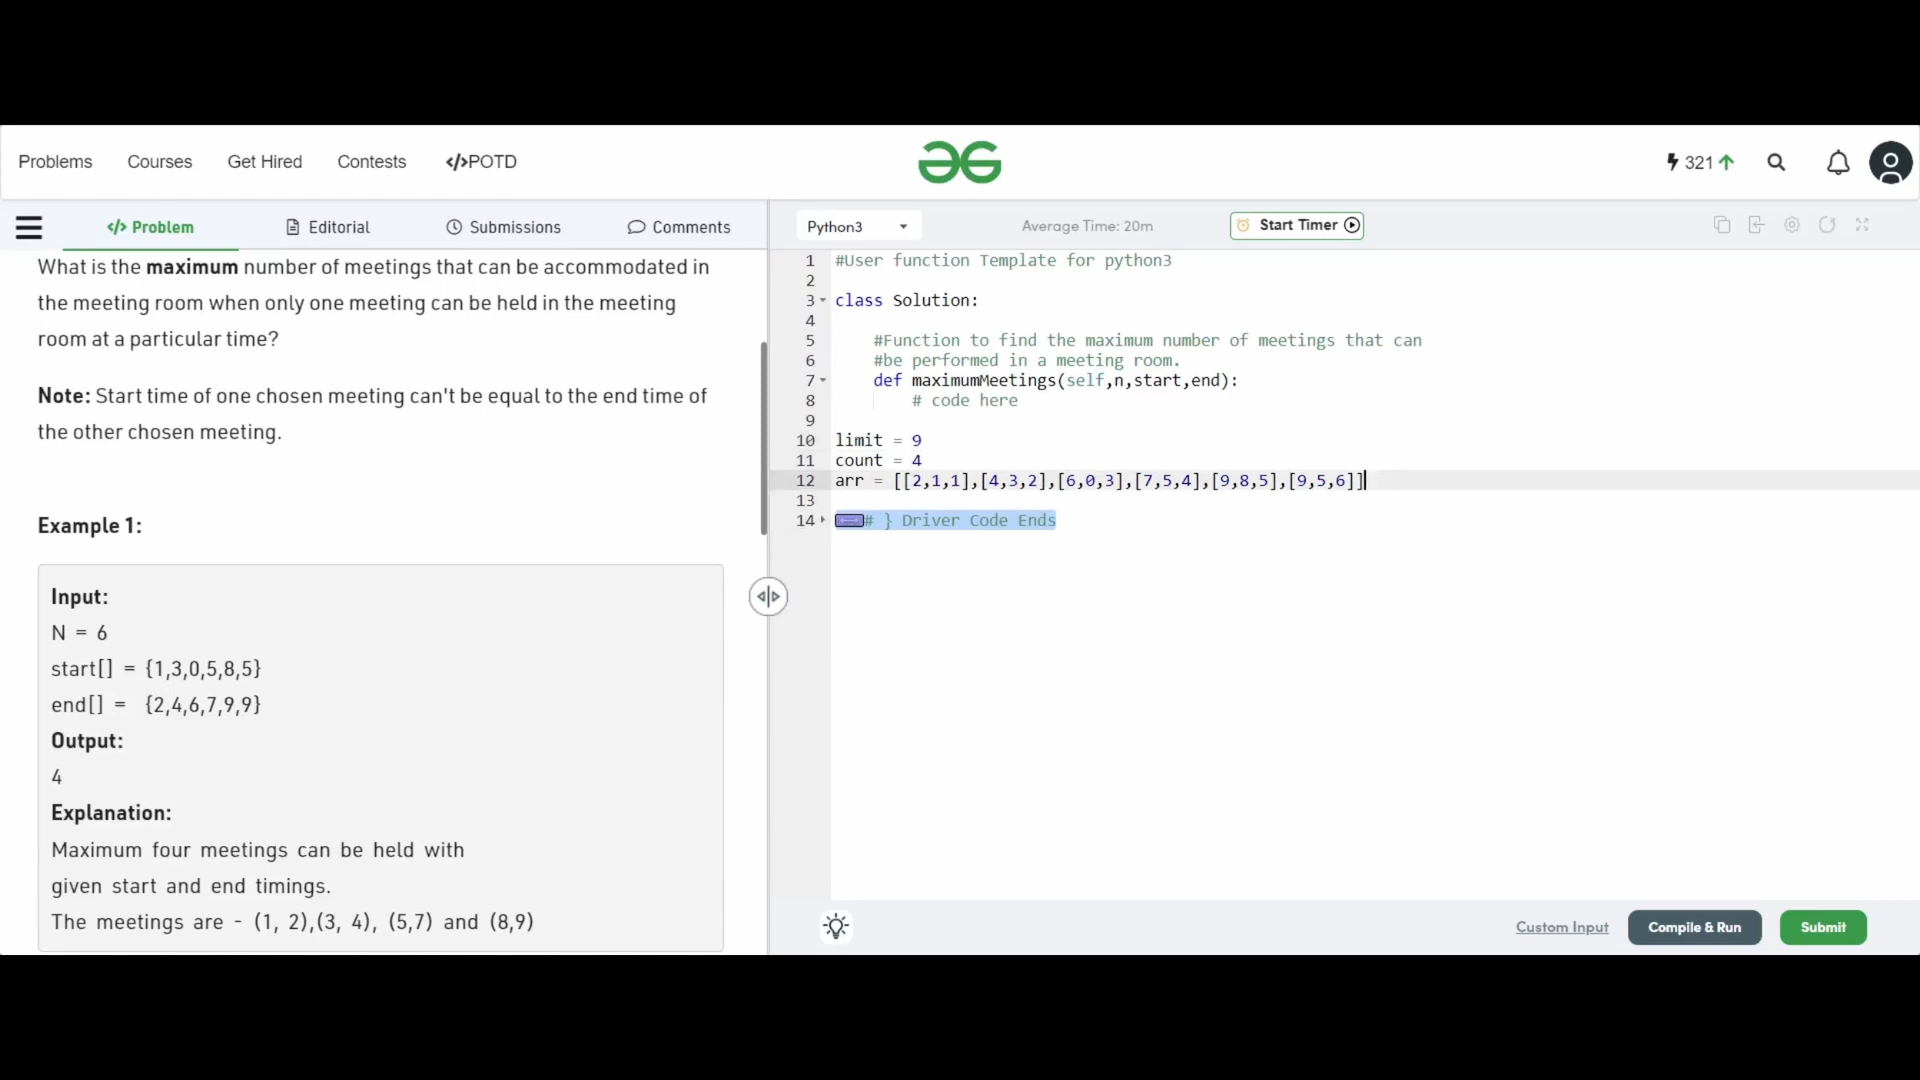 Problems Courses Get Hired Contests </>POTD
321
</> Problem Editorial Submissions Comments
Python3 Average Time: 20m Start Timer
What is the maximum number of meetings that can be accommodated in
the meeting room when only one meeting can be held in the meeting
room at a particular time?
Note: Start time of one chosen meeting can't be equal to the end time of
the other chosen meeting.
Example 1:
Input:
N = 6
start[] = {1,3,0,5,8,5}
end[] = {2,4,6,7,9,9}
Output:
4
Explanation:
Maximum four meetings can be held with
given start and end timings.
The meetings are - (1, 2),(3, 4), (5,7) and (8,9)
1 #User function Template for python3
2
3 class Solution:
4
5 #Function to find the maximum number of meetings that can
6 #be performed in a meeting room.
7 def maximumMeetings(self,n,start,end):
8 # code here
9
10 limit = 9
11 count = 4
12 arr = [[2,1,1],[4,3,2],[6,0,3],[7,5,4],[9,8,5],[9,5,6]]
13
14 # } Driver Code Ends
Custom Input Compile & Run Submit